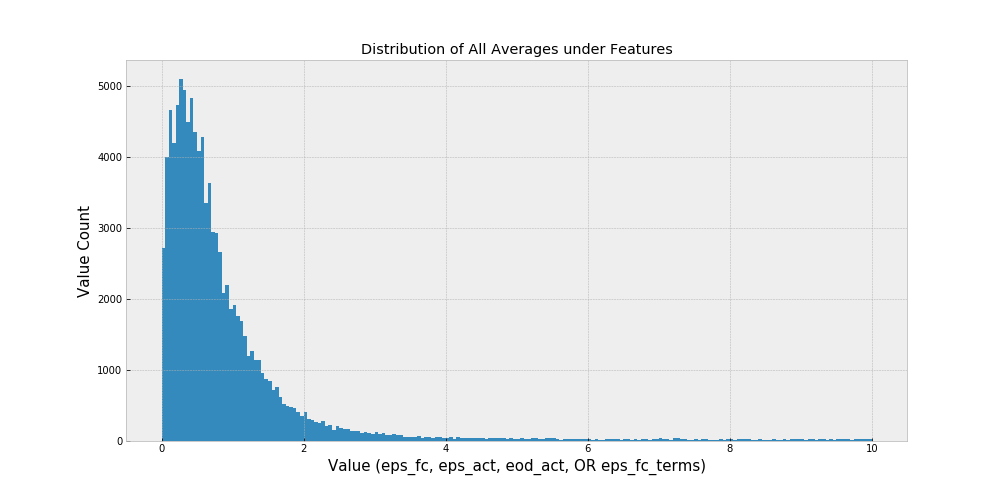 Distribution of All Averages under Features
Value Count
5000
4000
3000
2000
1000
0
0 2 4 6 8 10
Value (eps_fc, eps_act, eod_act, OR eps_fc_terms)